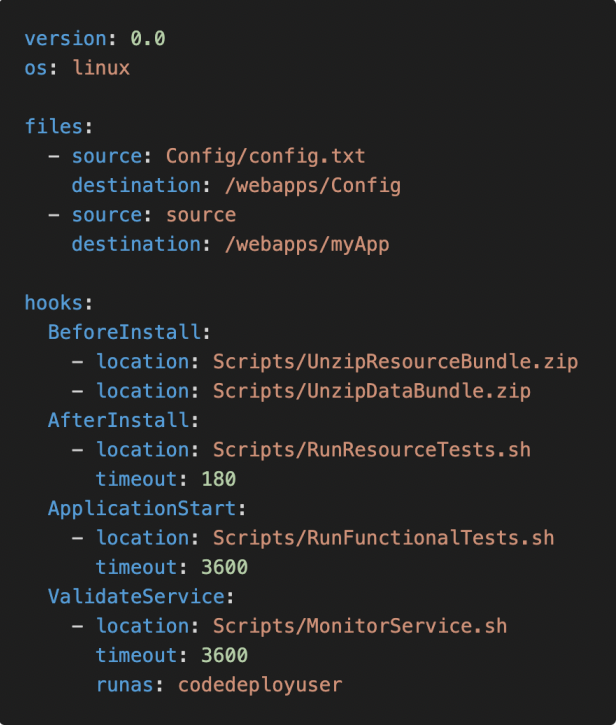 version: 0.0
os: linux

files:
  - source: Config/config.txt
    destination: /webapps/Config
  - source: source
    destination: /webapps/myApp

hooks:
  BeforeInstall:
    - location: Scripts/UnzipResourceBundle.zip
    - location: Scripts/UnzipDataBundle.zip
  AfterInstall:
    - location: Scripts/RunResourceTests.sh
      timeout: 180
  ApplicationStart:
    - location: Scripts/RunFunctionalTests.sh
      timeout: 3600
  ValidateService:
    - location: Scripts/MonitorService.sh
      timeout: 3600
      runas: codedeployuser